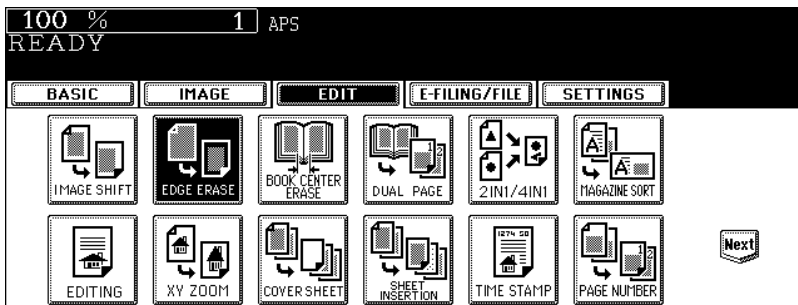 100 % 1 APS
READY
BASIC IMAGE EDIT E-FILING/FILE SETTINGS
IMAGE SHIFT EDGE ERASE BOOK CENTER ERASE DUAL PAGE 2IN1/4IN1 MAGAZINE SORT
EDITING XY ZOOM COVER SHEET SHEET INSERTION TIME STAMP PAGE NUMBER Next